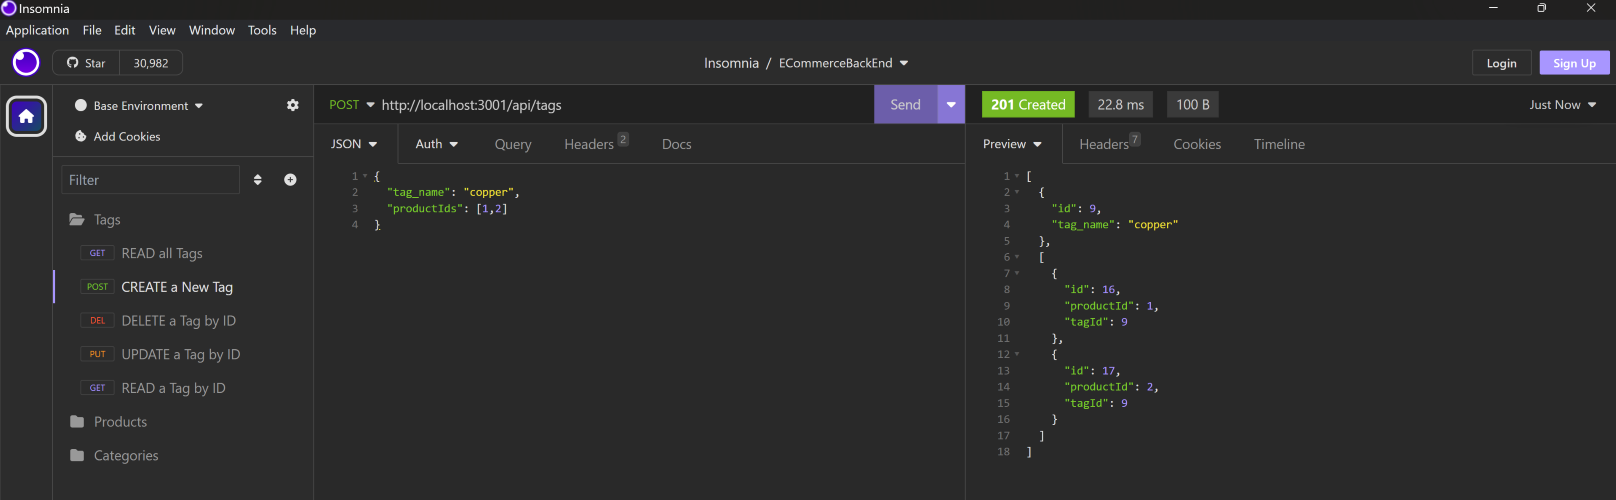 Insomnia
Application File Edit View Window Tools Help
Star 30,982
Insomnia / ECommerceBackEnd
Login Sign Up
Base Environment
Add Cookies
Filter
Tags
GET READ all Tags
POST CREATE a New Tag
DEL DELETE a Tag by ID
PUT UPDATE a Tag by ID
GET READ a Tag by ID
Products
Categories
POST http://localhost:3001/api/tags Send
JSON Auth Query Headers 2 Docs
1 {
2 "tag_name": "copper",
3 "productIds": [1,2]
4 }
201 Created 22.8 ms 100 B Just Now
Preview Headers 7 Cookies Timeline
1 [
2 {
3 "id": 9,
4 "tag_name": "copper"
5 },
6 [
7 {
8 "id": 16,
9 "productId": 1,
10 "tagId": 9
11 },
12 {
13 "id": 17,
14 "productId": 2,
15 "tagId": 9
16 }
17 ]
18 ]